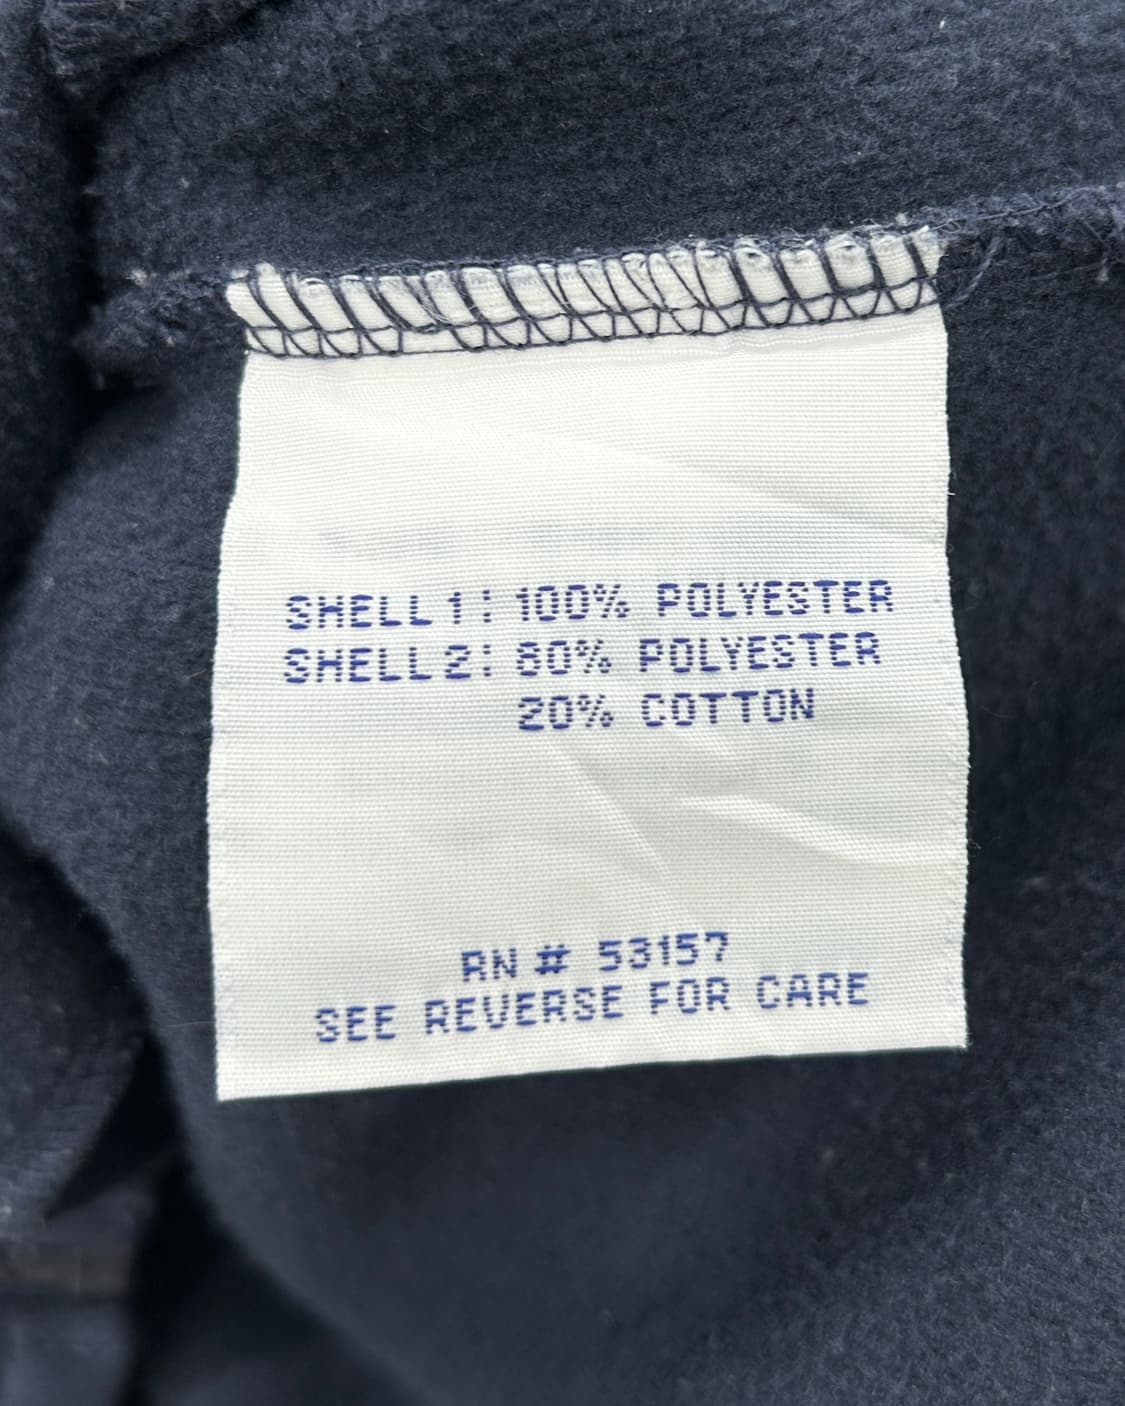 SHELL 1: 100% POLYESTER
SHELL 2: 80% POLYESTER
20% COTTON
RN # 53157
SEE REVERSE FOR CARE